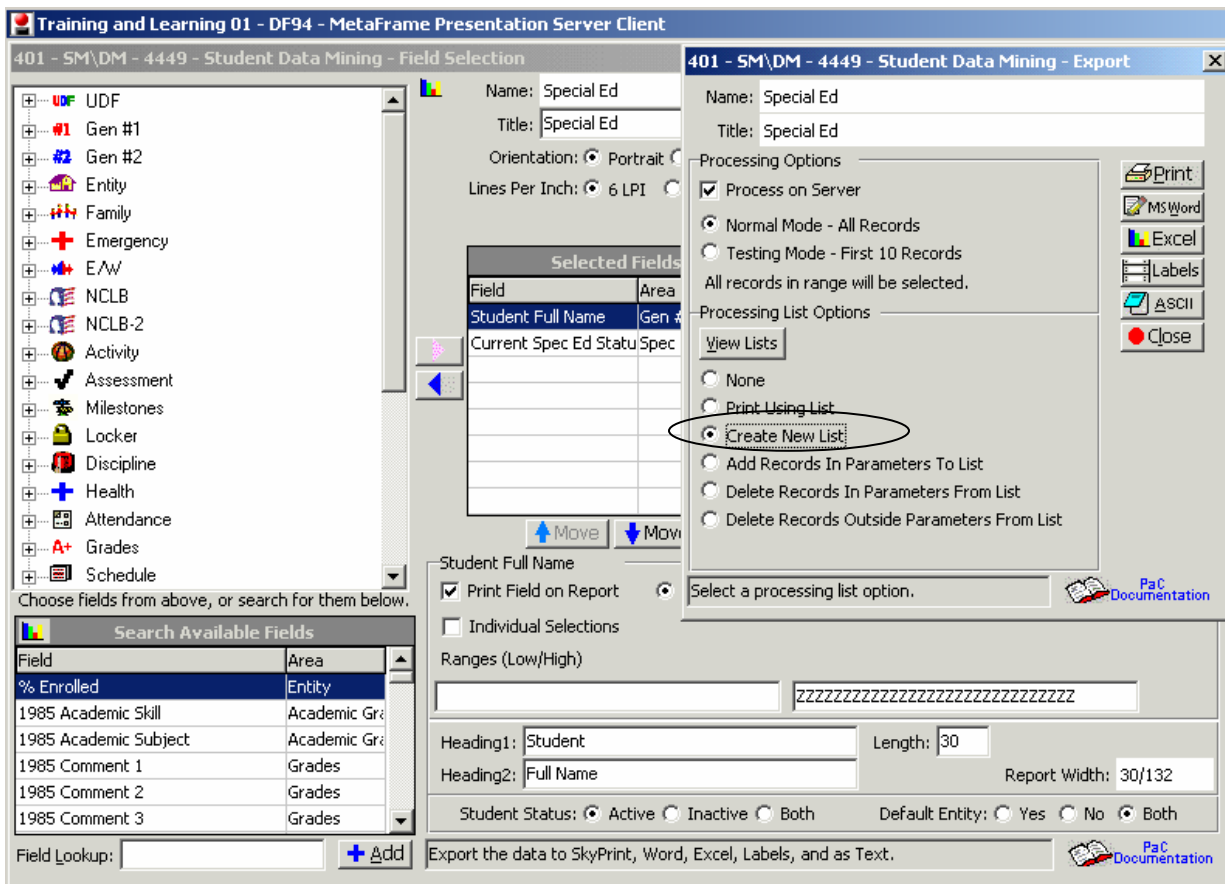 Training and Learning 01 - DF94 - MetaFrame Presentation Server Client
401 - SM\DM - 4449 - Student Data Mining - Field Selection
UDF UDF
#1 Gen #1
#2 Gen #2
Entity
Family
Emergency
E/W
NCLB
NCLB-2
Activity
Assessment
Milestones
Locker
Discipline
Health
Attendance
A+ Grades
Schedule
Choose fields from above, or search for them below.
Search Available Fields
Field Area
% Enrolled Entity
1985 Academic Skill Academic Gra
1985 Academic Subject Academic Gra
1985 Comment 1 Grades
1985 Comment 2 Grades
1985 Comment 3 Grades
Field Lookup: Add
Name: Special Ed
Title: Special Ed
Orientation: Portrait
Lines Per Inch: 6 LPI
Selected Fields
Field Area
Student Full Name Gen #
Current Spec Ed Statu Spec
Move Move
Student Full Name
Print Field on Report
Individual Selections
Ranges (Low/High)
ZZZZZZZZZZZZZZZZZZZZZZZZZZZZZZ
Heading1: Student Length: 30
Heading2: Full Name Report Width: 30/132
Student Status: Active Inactive Both Default Entity: Yes No Both
Export the data to SkyPrint, Word, Excel, Labels, and as Text.
PaC
Documentation
401 - SM\DM - 4449 - Student Data Mining - Export
Name: Special Ed
Title: Special Ed
Processing Options
Process on Server
Normal Mode - All Records
Testing Mode - First 10 Records
All records in range will be selected.
Processing List Options
View Lists
None
Print Using List
Create New List
Add Records In Parameters To List
Delete Records In Parameters From List
Delete Records Outside Parameters From List
Print
MS Word
Excel
Labels
ASCII
Close
Select a processing list option.
PaC
Documentation